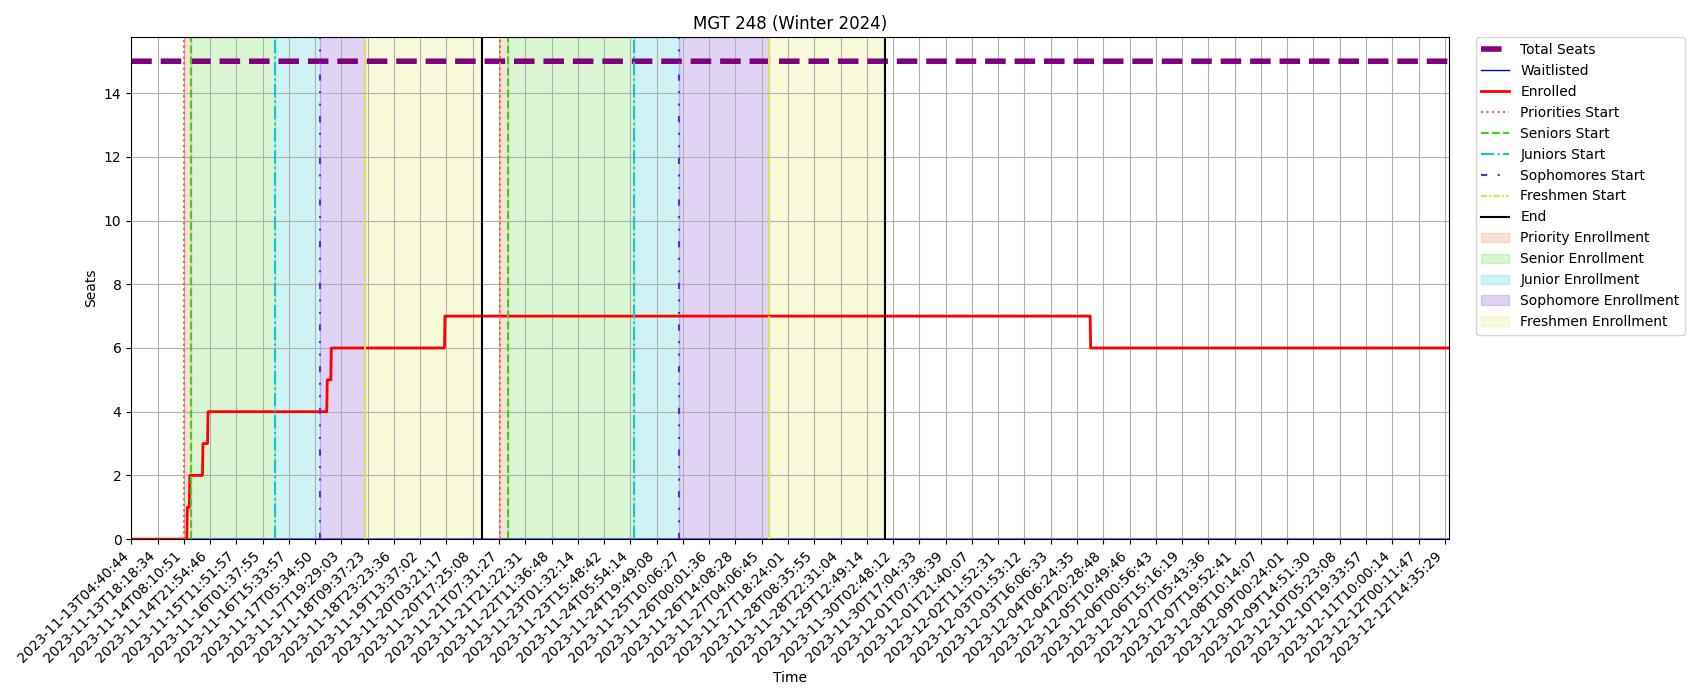 MGT 248 (Winter 2024)
Seats
14
12
10
8
6
4
2
0
2023-11-13T04:40:44
2023-11-13T18:18:34
2023-11-14T08:10:51
2023-11-14T21:54:46
2023-11-15T11:51:57
2023-11-16T01:37:55
2023-11-16T15:33:57
2023-11-17T05:34:50
2023-11-17T19:29:03
2023-11-18T09:37:23
2023-11-18T23:23:36
2023-11-19T13:37:02
2023-11-20T03:21:17
2023-11-20T17:25:08
2023-11-21T07:31:27
2023-11-21T21:22:31
2023-11-22T11:36:48
2023-11-23T01:32:14
2023-11-23T15:48:42
2023-11-24T05:54:14
2023-11-24T19:49:08
2023-11-25T10:06:27
2023-11-26T00:01:36
2023-11-26T14:08:28
2023-11-27T04:06:45
2023-11-27T18:24:01
2023-11-28T08:35:55
2023-11-28T22:31:04
2023-11-29T12:49:14
2023-11-30T02:48:12
2023-11-30T17:04:33
2023-12-01T07:38:39
2023-12-01T21:40:07
2023-12-02T11:52:31
2023-12-03T01:53:12
2023-12-03T16:06:33
2023-12-04T06:24:35
2023-12-04T20:28:48
2023-12-05T10:49:46
2023-12-06T00:56:43
2023-12-06T15:16:19
2023-12-07T05:43:36
2023-12-07T19:52:41
2023-12-08T10:14:07
2023-12-09T00:24:01
2023-12-09T14:51:30
2023-12-10T05:23:08
2023-12-10T19:33:57
2023-12-11T10:00:14
2023-12-12T00:11:47
2023-12-12T14:35:29
Time
Total Seats
Waitlisted
Enrolled
Priorities Start
Seniors Start
Juniors Start
Sophomores Start
Freshmen Start
End
Priority Enrollment
Senior Enrollment
Junior Enrollment
Sophomore Enrollment
Freshmen Enrollment